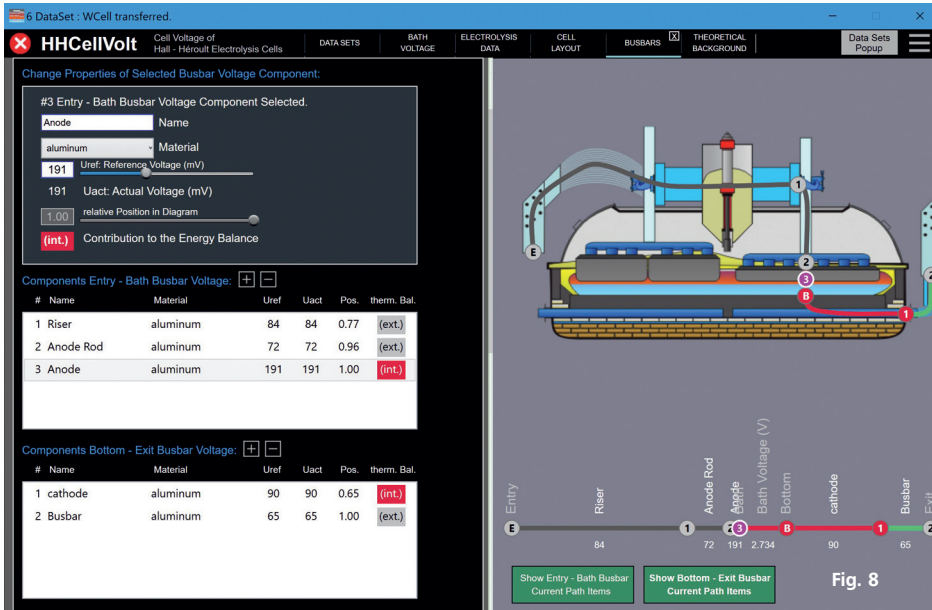 6 DataSet : WCell transferred.
HHCellVolt
Cell Voltage of
Hall - Héroult Electrolysis Cells
DATA SETS
BATH
VOLTAGE
ELECTROLYSIS
DATA
CELL
LAYOUT
BUSBARS
X
THEORETICAL
BACKGROUND
Data Sets
Popup
Change Properties of Selected Busbar Voltage Component:
#3 Entry - Bath Busbar Voltage Component Selected.
Anode Name
aluminum Material
191 Uref: Reference Voltage (mV)
191 Uact: Actual Voltage (mV)
1.00 relative Position in Diagram
(int.) Contribution to the Energy Balance
Components Entry - Bath Busbar Voltage: + −
# Name Material Uref Uact Pos. therm. Bal.
1 Riser aluminum 84 84 0.77 (ext.)
2 Anode Rod aluminum 72 72 0.96 (ext.)
3 Anode aluminum 191 191 1.00 (int.)
Components Bottom - Exit Busbar Voltage: + −
# Name Material Uref Uact Pos. therm. Bal.
1 cathode aluminum 90 90 0.65 (int.)
2 Busbar aluminum 65 65 1.00 (ext.)
E
1
2
3
B
1
2
Entry
Riser
Anode Rod
Anode
Bath
Bath Voltage (V)
Bottom
cathode
Busbar
Exit
E 1 2 3 B 1 2
84 72 191 2.734 90 65
Show Entry - Bath Busbar
Current Path Items
Show Bottom - Exit Busbar
Current Path Items
Fig. 8